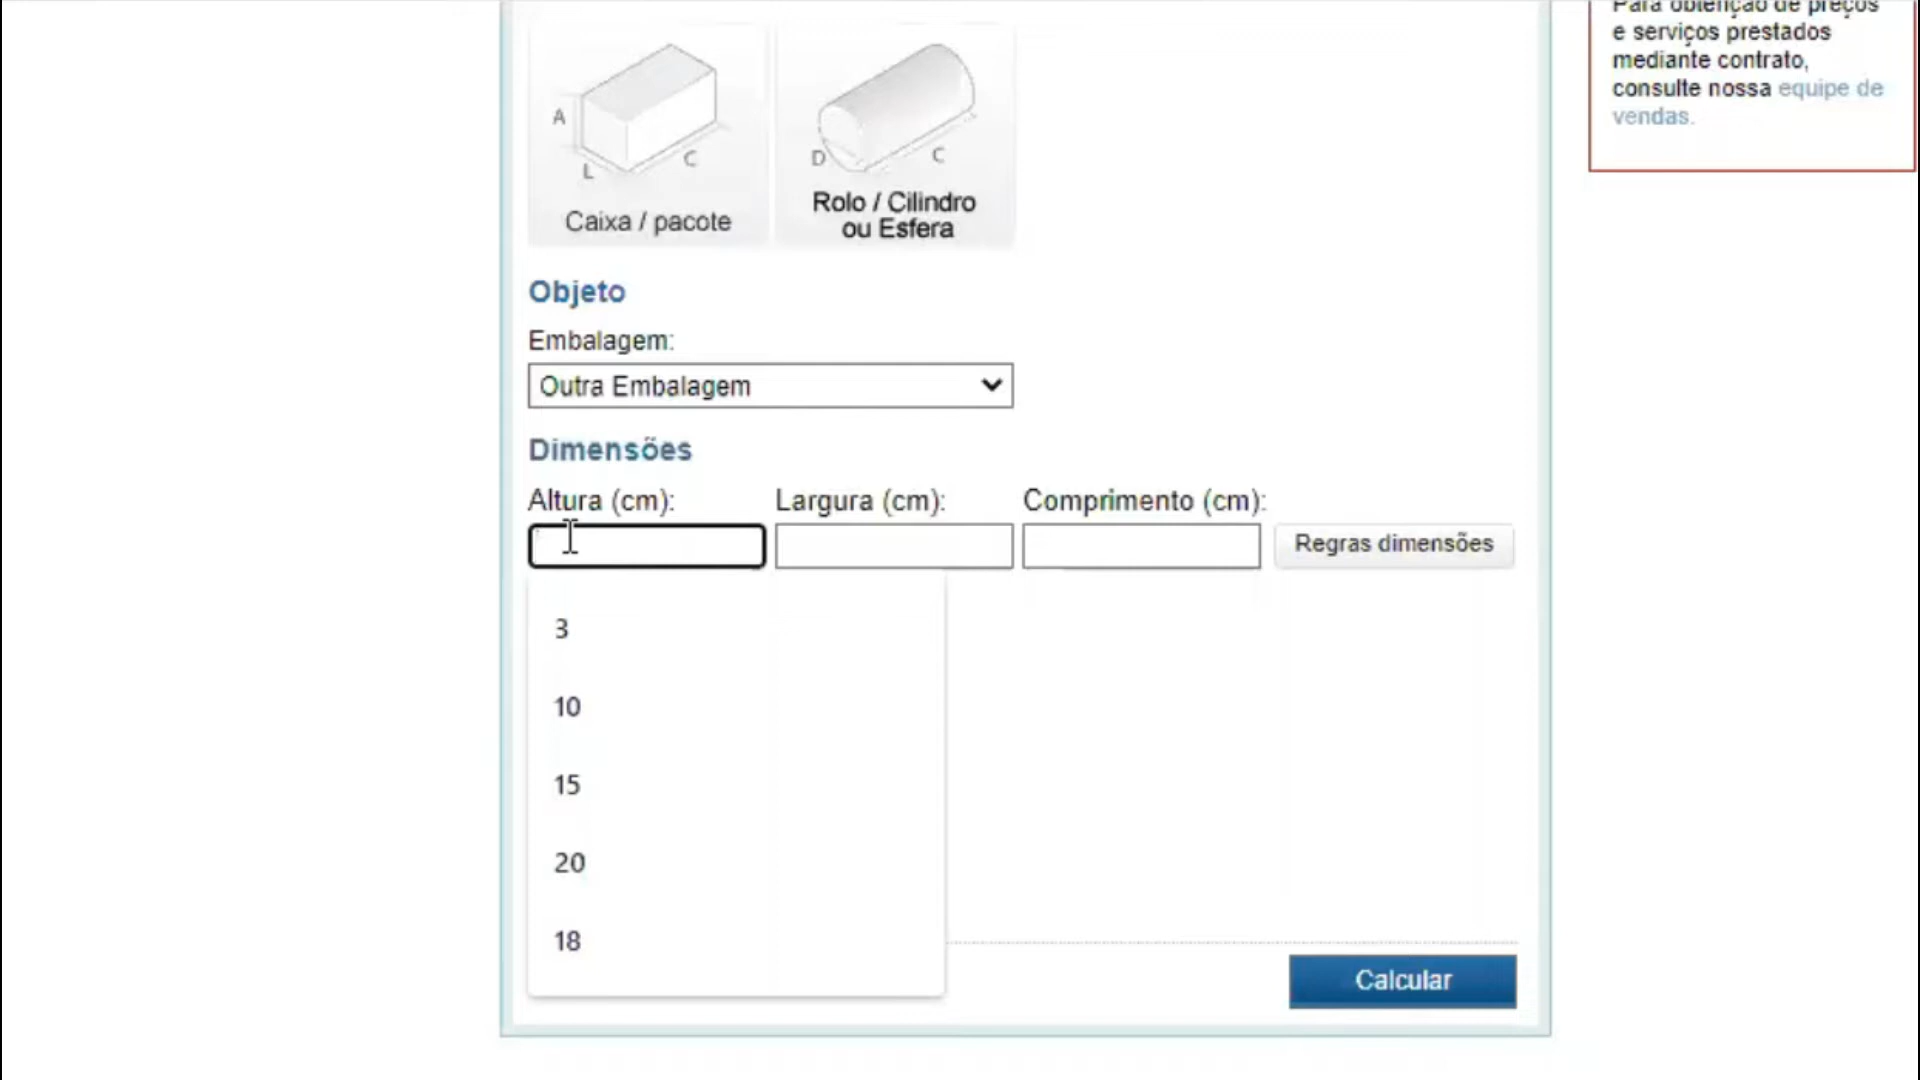 Para obtenção de preços
e serviços prestados
mediante contrato,
consulte nossa equipe de
vendas.
A
L
C
Caixa / pacote
D
C
Rolo / Cilindro
ou Esfera
Objeto
Embalagem:
Outra Embalagem
Dimensões
Altura (cm): Largura (cm): Comprimento (cm):
Regras dimensões
3
10
15
20
18
Calcular